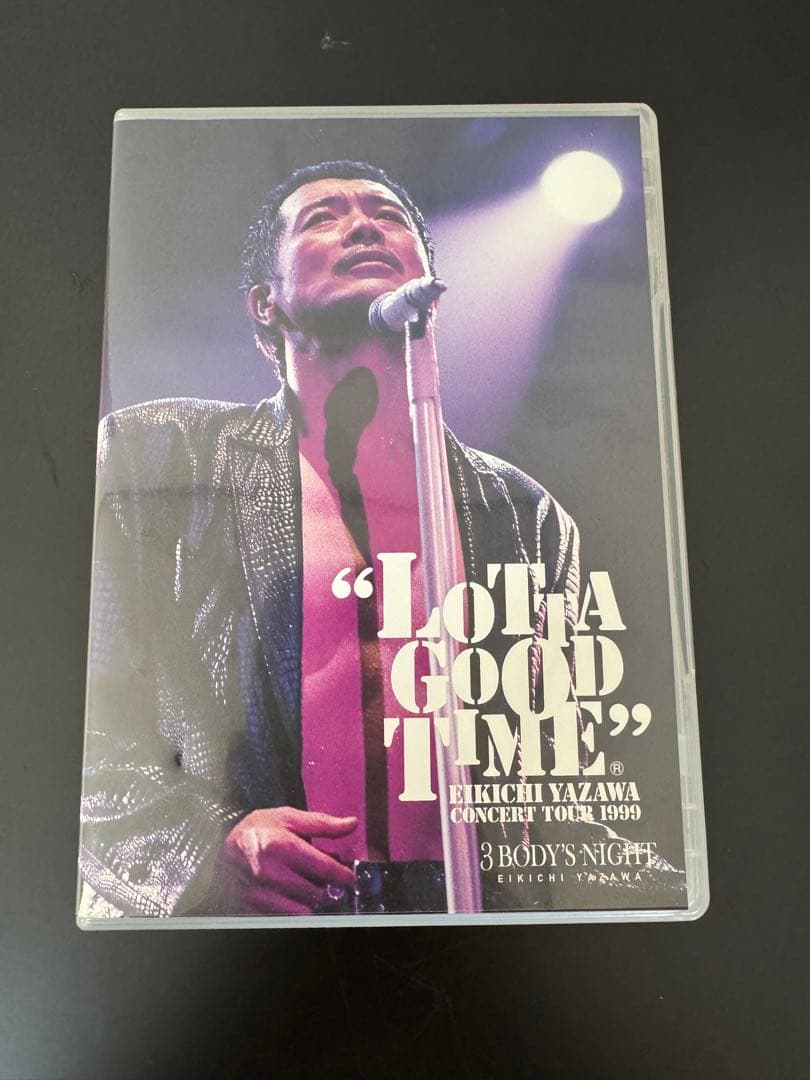 “LOTTA
GOOD
TIME”®
EIKICHI YAZAWA
CONCERT TOUR 1999
3 BODY'S NIGHT
EIKICHI YAZAWA